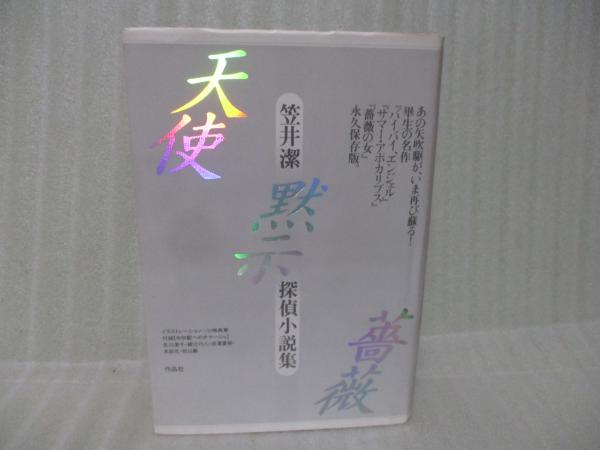 あの矢吹駆が、いま再び蘇る!
畢生の名作
『バイバイ、エンジェル』
『サマー・アポカリプス』
『薔薇の女』
永久保存版。
天使
笠井潔
黙示
探偵小説集
薔薇
作品社